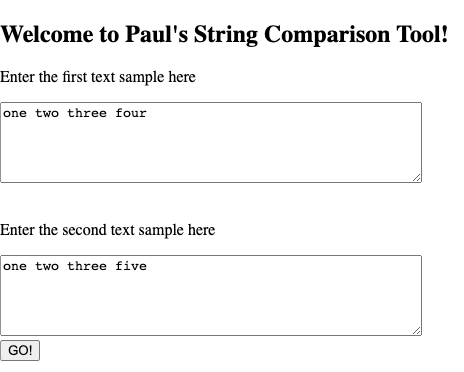 Welcome to Paul's String Comparison Tool!
Enter the first text sample here
one two three four
Enter the second text sample here
one two three five
GO!